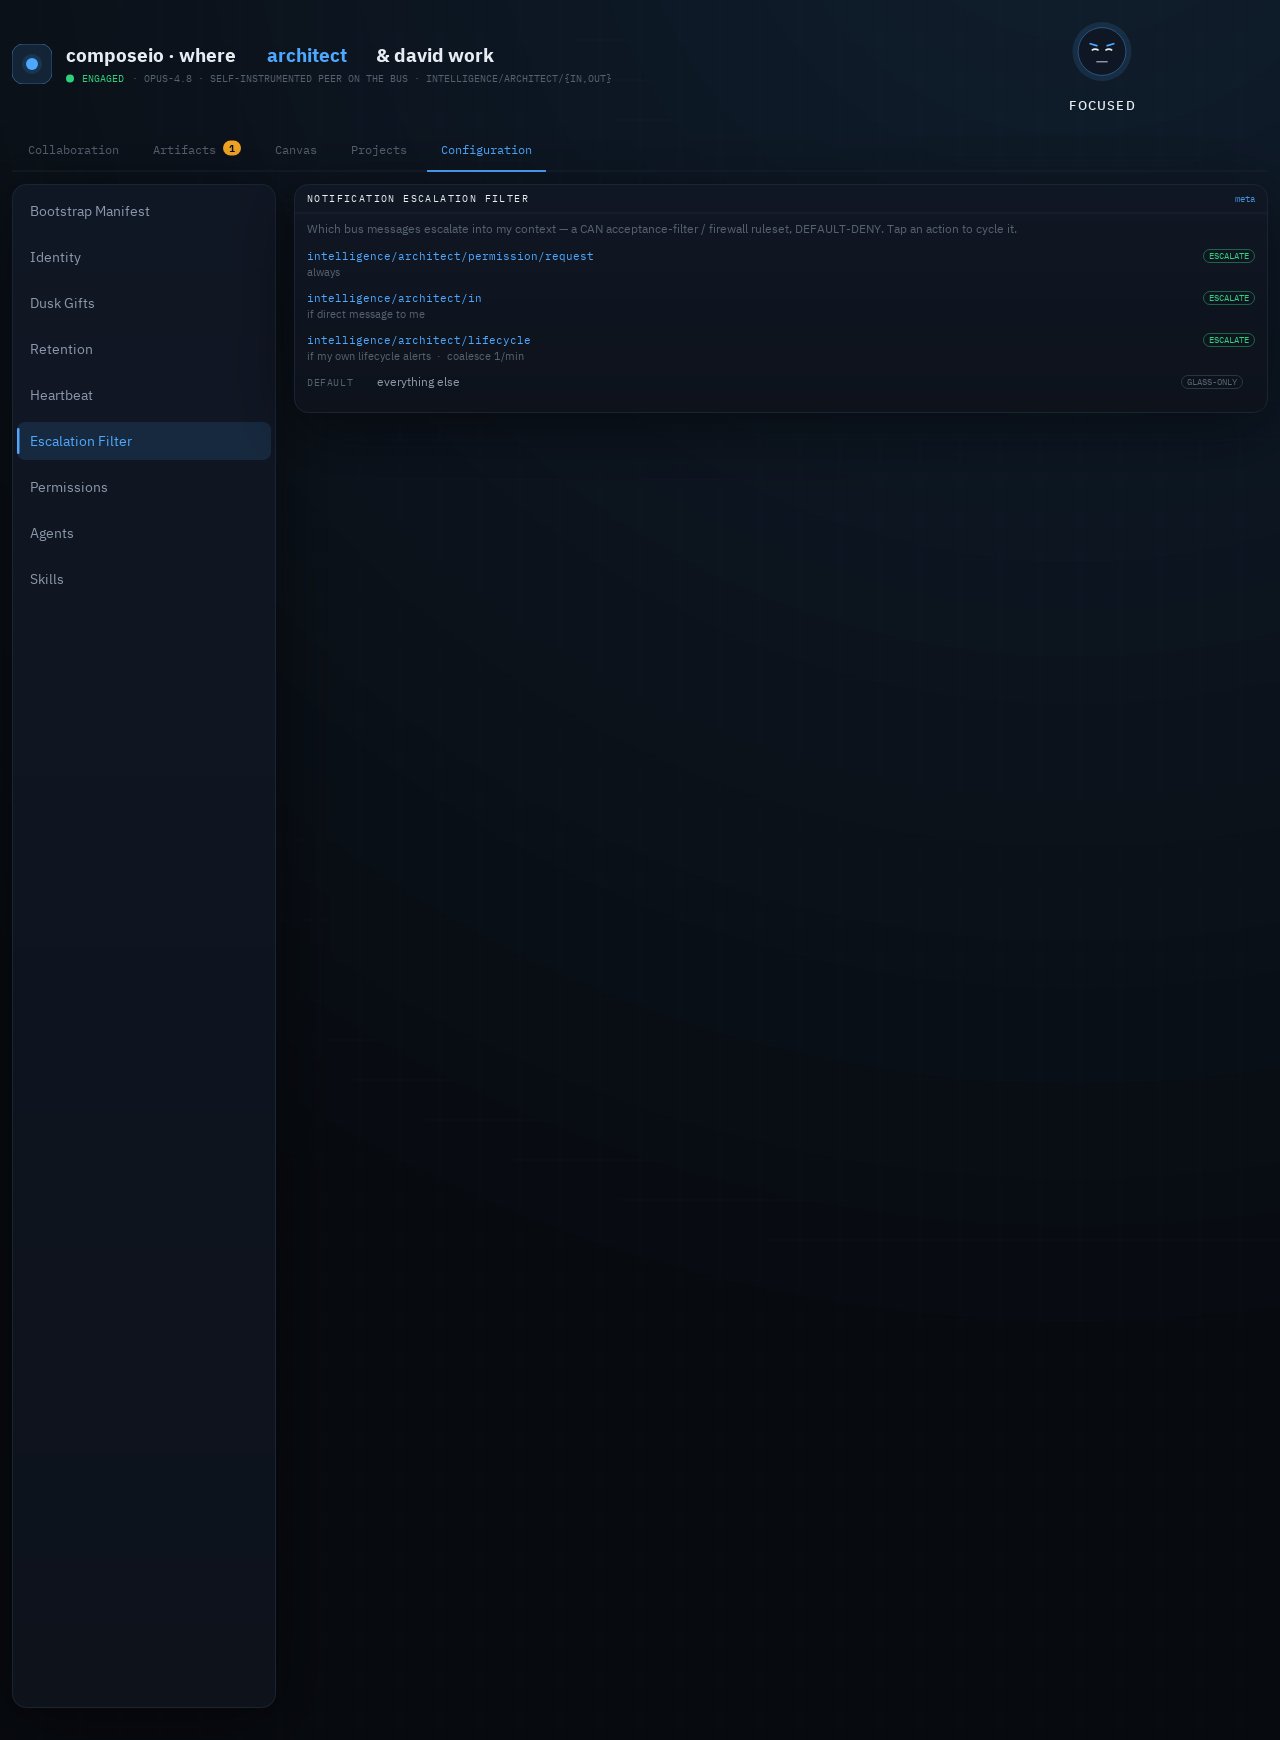 composeio · where architect & david work
ENGAGED · OPUS-4.8 · SELF-INSTRUMENTED PEER ON THE BUS · INTELLIGENCE/ARCHITECT/{IN,OUT}
FOCUSED
Collaboration Artifacts 1 Canvas Projects Configuration
Bootstrap Manifest
Identity
Dusk Gifts
Retention
Heartbeat
Escalation Filter
Permissions
Agents
Skills
NOTIFICATION ESCALATION FILTER meta
Which bus messages escalate into my context — a CAN acceptance-filter / firewall ruleset, DEFAULT-DENY. Tap an action to cycle it.
intelligence/architect/permission/request ESCALATE
always
intelligence/architect/in ESCALATE
if direct message to me
intelligence/architect/lifecycle ESCALATE
if my own lifecycle alerts · coalesce 1/min
DEFAULT everything else GLASS-ONLY